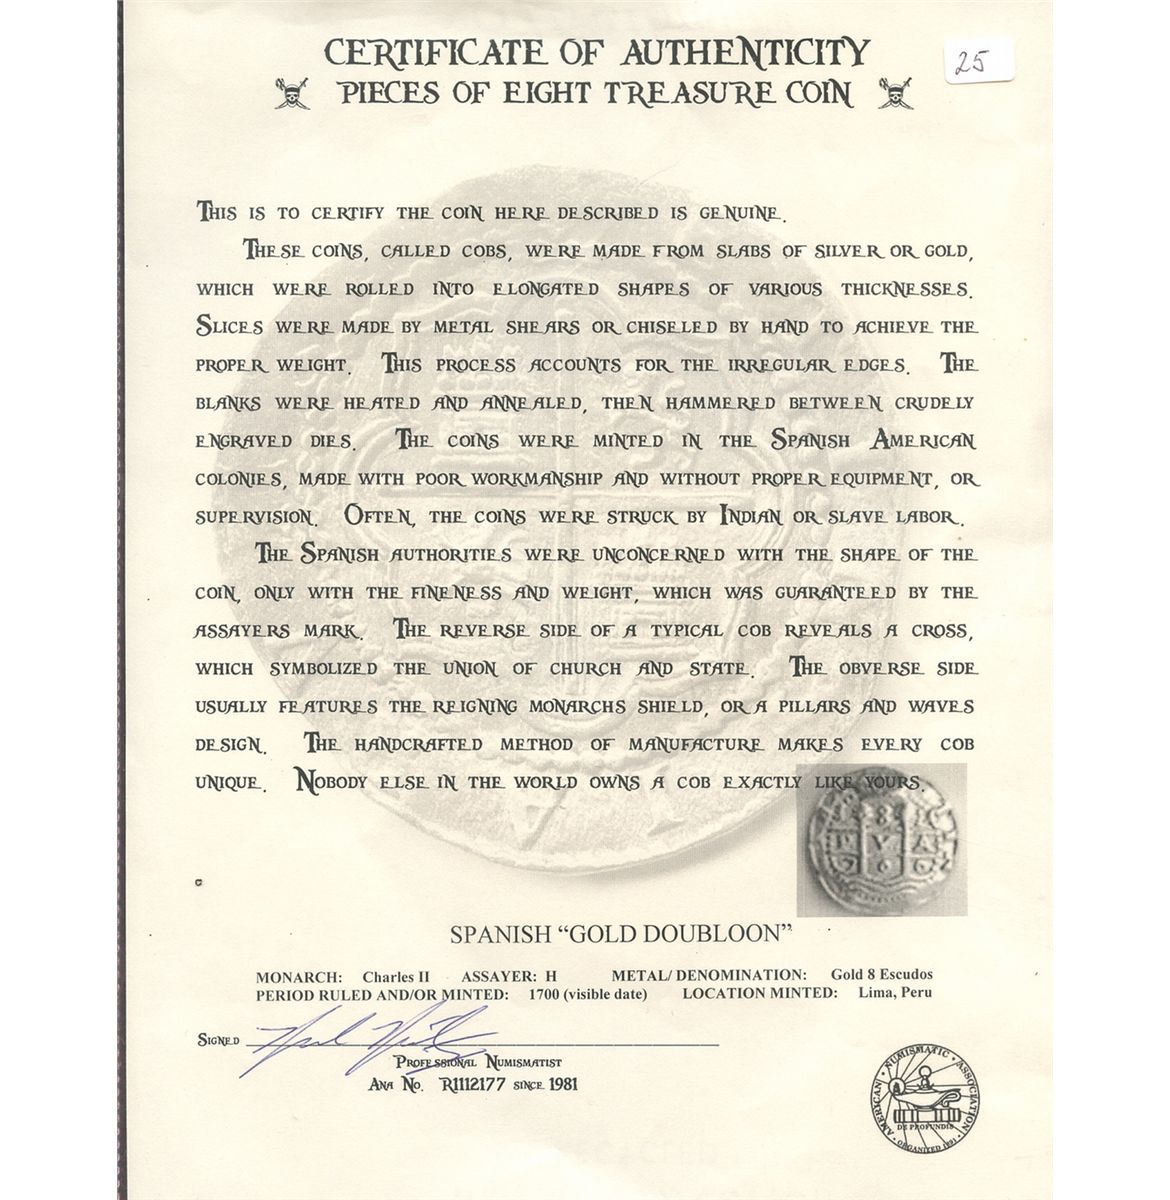 CERTIFICATE OF AUTHENTICITY
PIECES OF EIGHT TREASURE COIN
25
THIS IS TO CERTIFY THE COIN HERE DESCRIBED IS GENUINE.
THESE COINS, CALLED COBS, WERE MADE FROM SLABS OF SILVER OR GOLD,
WHICH WERE ROLLED INTO ELONGATED SHAPES OF VARIOUS THICKNESSES.
SLICES WERE MADE BY METAL SHEARS OR CHISELED BY HAND TO ACHIEVE THE
PROPER WEIGHT. THIS PROCESS ACCOUNTS FOR THE IRREGULAR EDGES. THE
BLANKS WERE HEATED AND ANNEALED, THEN HAMMERED BETWEEN CRUDELY
ENGRAVED DIES. THE COINS WERE MINTED IN THE SPANISH AMERICAN
COLONIES, MADE WITH POOR WORKMANSHIP AND WITHOUT PROPER EQUIPMENT, OR
SUPERVISION. OFTEN, THE COINS WERE STRUCK BY INDIAN OR SLAVE LABOR.
THE SPANISH AUTHORITIES WERE UNCONCERNED WITH THE SHAPE OF THE
COIN, ONLY WITH THE FINENESS AND WEIGHT, WHICH WAS GUARANTEED BY THE
ASSAYERS MARK. THE REVERSE SIDE OF A TYPICAL COB REVEALS A CROSS,
WHICH SYMBOLIZED THE UNION OF CHURCH AND STATE. THE OBVERSE SIDE
USUALLY FEATURES THE REIGNING MONARCHS SHIELD, OR A PILLARS AND WAVES
DESIGN. THE HANDCRAFTED METHOD OF MANUFACTURE MAKES EVERY COB
UNIQUE. NOBODY ELSE IN THE WORLD OWNS A COB EXACTLY LIKE YOURS.
SPANISH “GOLD DOUBLOON”
MONARCH: Charles II ASSAYER: H METAL/ DENOMINATION: Gold 8 Escudos
PERIOD RULED AND/OR MINTED: 1700 (visible date) LOCATION MINTED: Lima, Peru
SIGNED
PROFESSIONAL NUMISMATIST
ANA NO. R1112177 SINCE 1981
AMERICAN · NUMISMATIC · ASSOCIATION
DE PROFUNDIS
ORGANIZED 1891